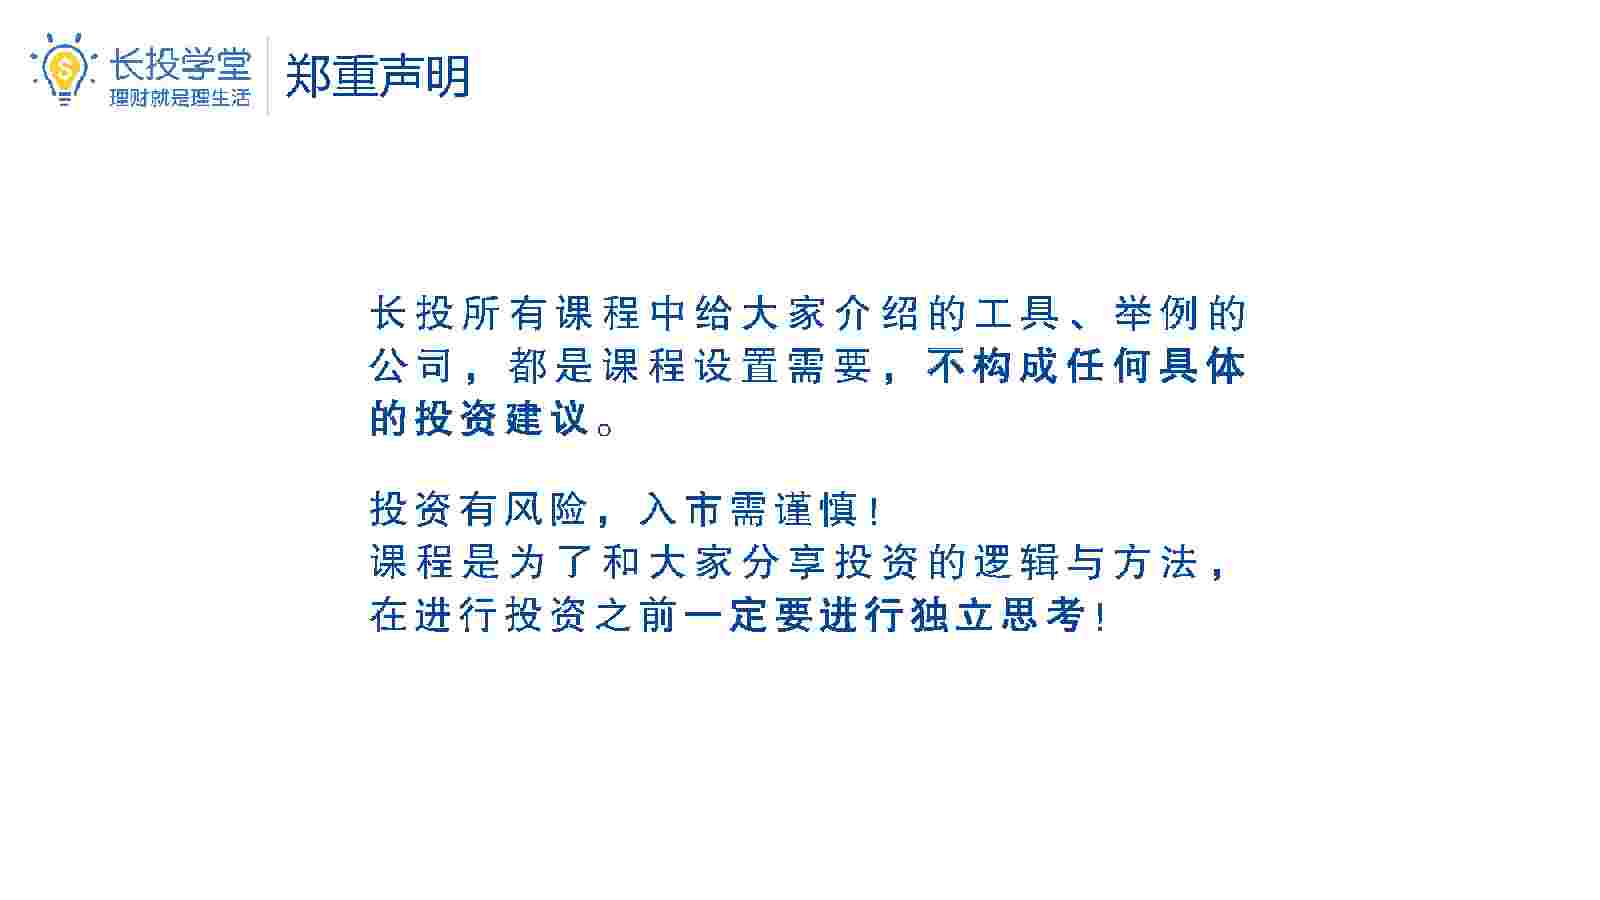 长投学堂
理财就是理生活
郑重声明
长投所有课程中给大家介绍的工具、举例的
公司，都是课程设置需要，不构成任何具体
的投资建议。
投资有风险，入市需谨慎！
课程是为了和大家分享投资的逻辑与方法，
在进行投资之前一定要进行独立思考！